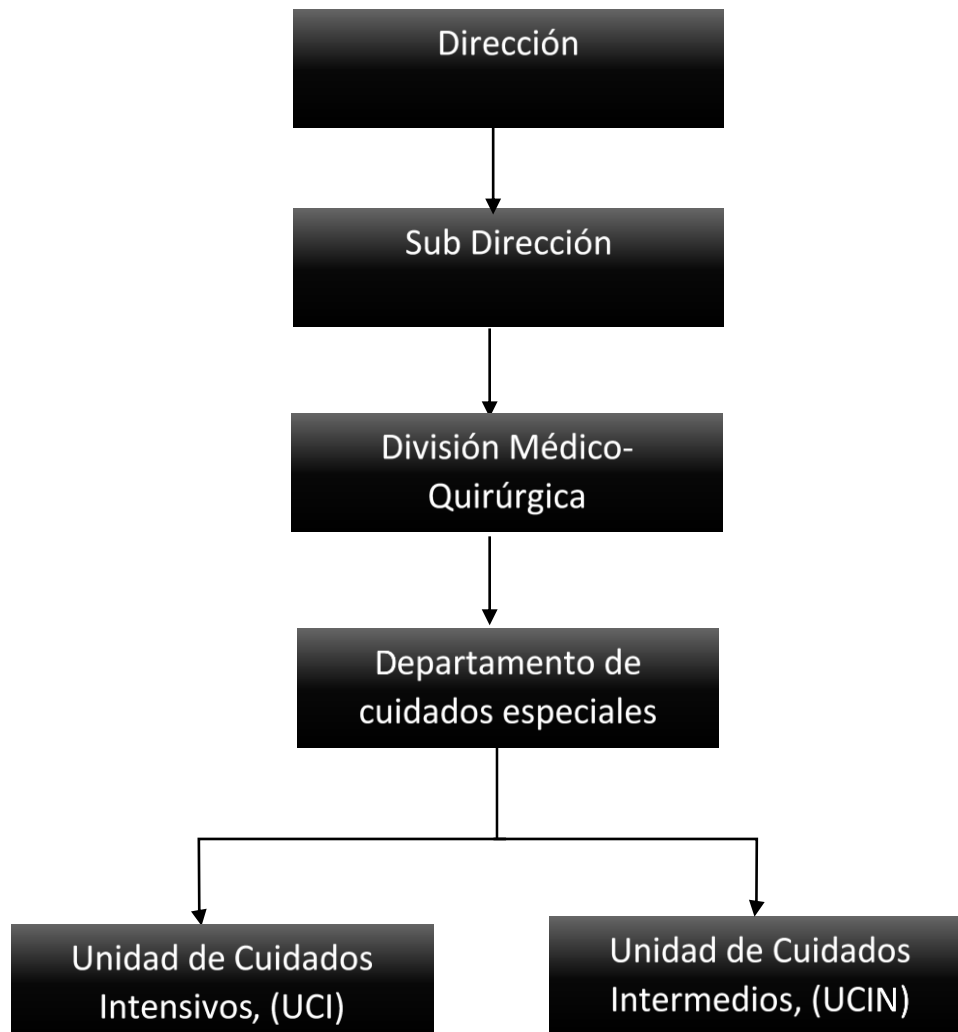 Dirección
Sub Dirección
División Médico-
Quirúrgica
Departamento de
cuidados especiales
Unidad de Cuidados
Intensivos, (UCI)
Unidad de Cuidados
Intermedios, (UCIN)